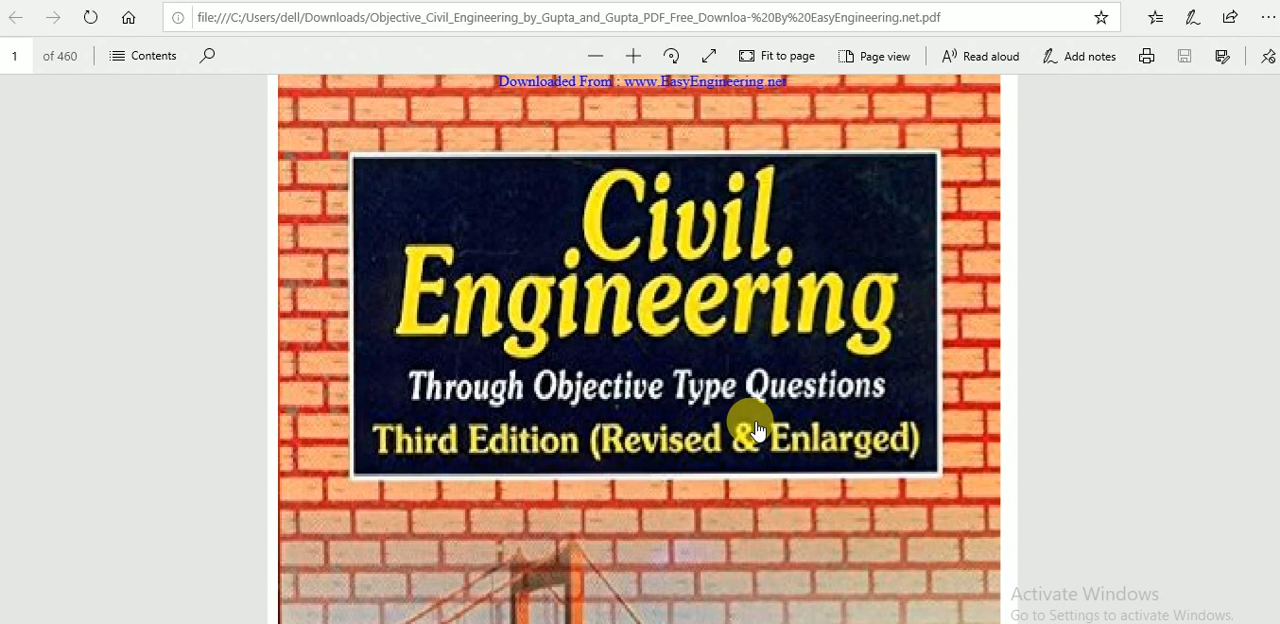 file:///C:/Users/dell/Downloads/Objective_Civil_Engineering_by_Gupta_and_Gupta_PDF_Free_Downloa-%20By%20EasyEngineering.net.pdf
1 of 460 Contents Fit to page Page view Read aloud Add notes
Downloaded From : www.EasyEngineering.net
Civil
Engineering
Through Objective Type Questions
Third Edition (Revised & Enlarged)
Activate Windows
Go to Settings to activate Windows.